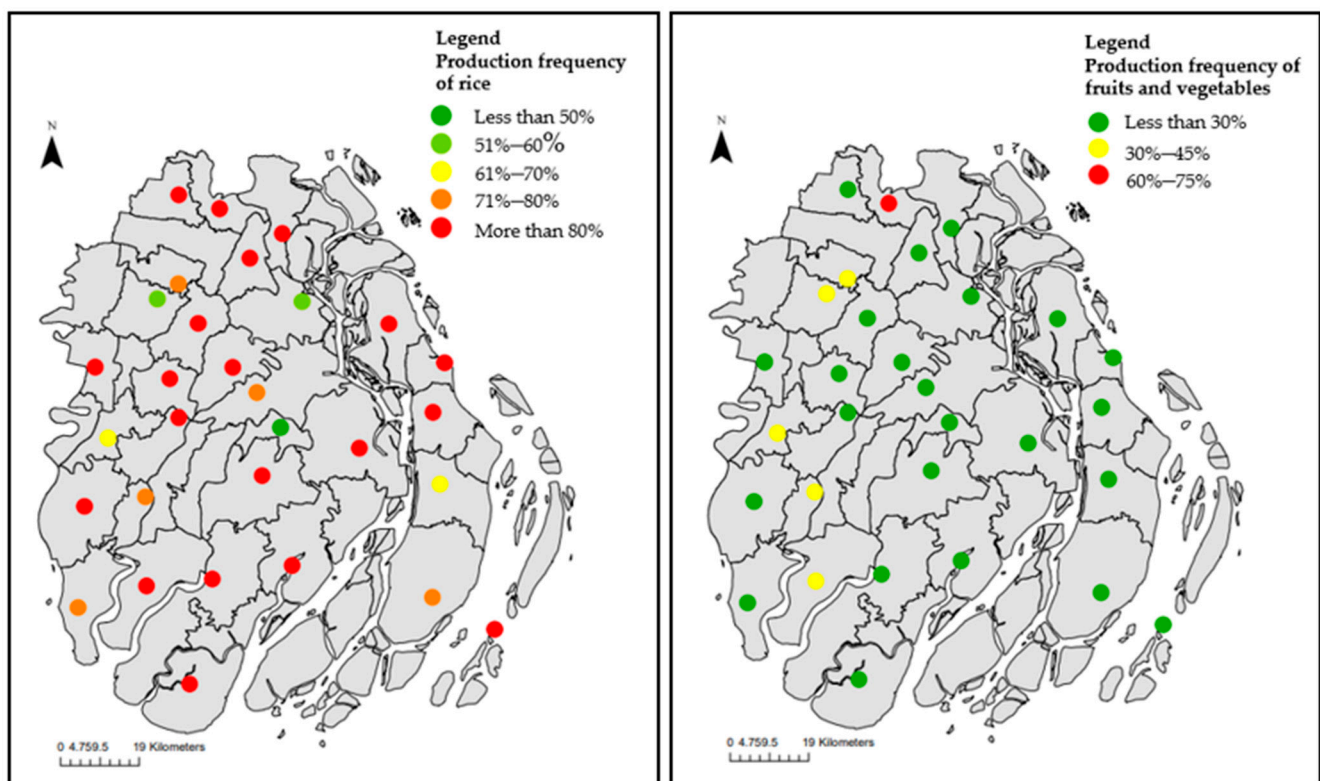 Legend
Production frequency
of rice
Less than 50%
51%–60%
61%–70%
71%–80%
More than 80%
N
0 4.759.5 19 Kilometers
Legend
Production frequency of
fruits and vegetables
Less than 30%
30%–45%
60%–75%
N
0 4.759.5 19 Kilometers